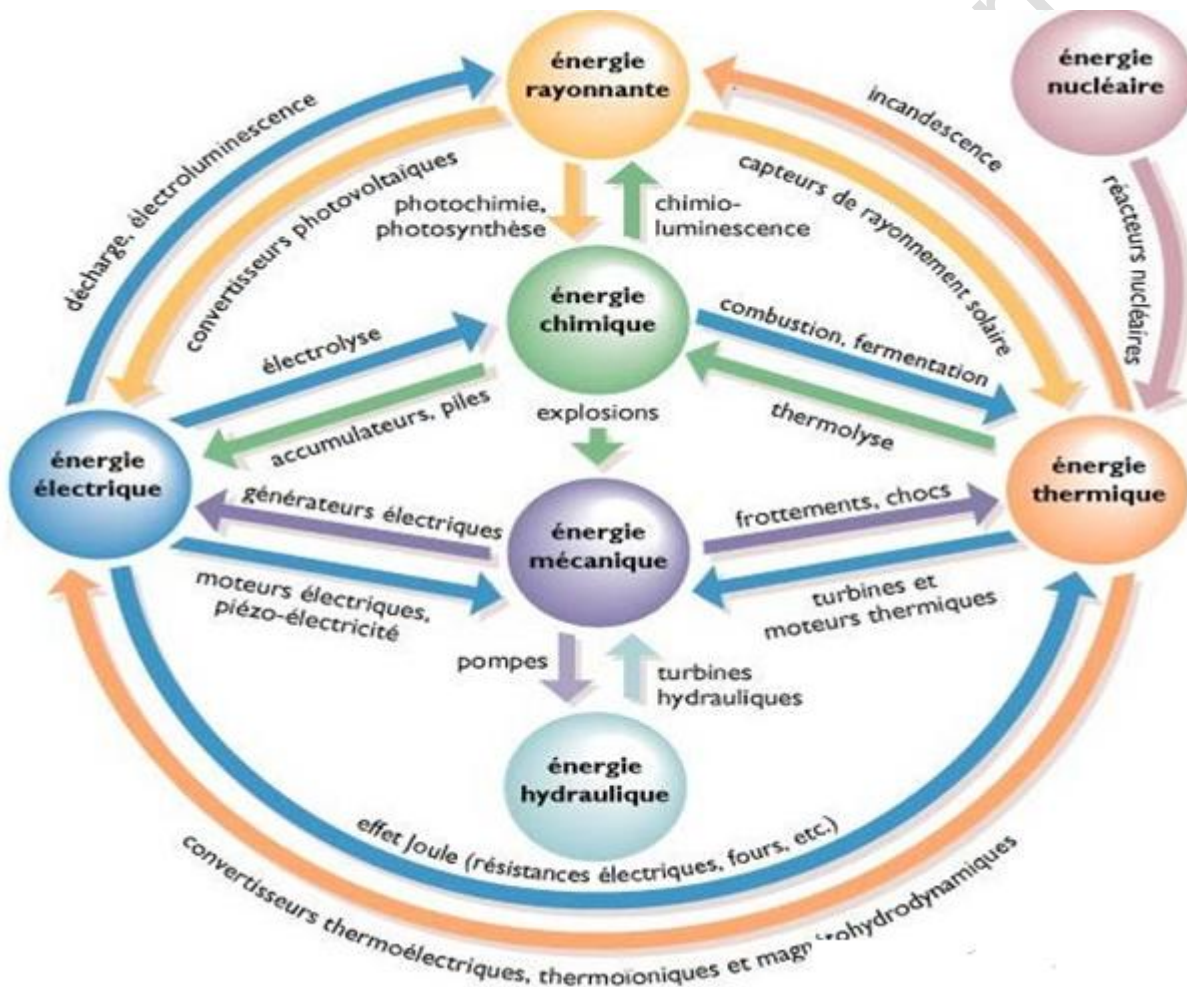 énergie
rayonnante
énergie
nucléaire
décharge, électroluminescence
convertisseurs photovoltaïques
photochimie,
photosynthèse
chimio-
luminescence
capteurs de rayonnement solaire
incandescence
réacteurs nucléaires
énergie
chimique
électrolyse
accumulateurs, piles
combustion, fermentation
thermolyse
explosions
énergie
électrique
énergie
thermique
générateurs électriques
énergie
mécanique
frottements, chocs
moteurs électriques,
piézo-électricité
turbines et
moteurs thermiques
pompes
turbines
hydrauliques
énergie
hydraulique
effet Joule (résistances électriques, fours, etc.)
convertisseurs thermoélectriques, thermoïoniques et magnétohydrodynamiques